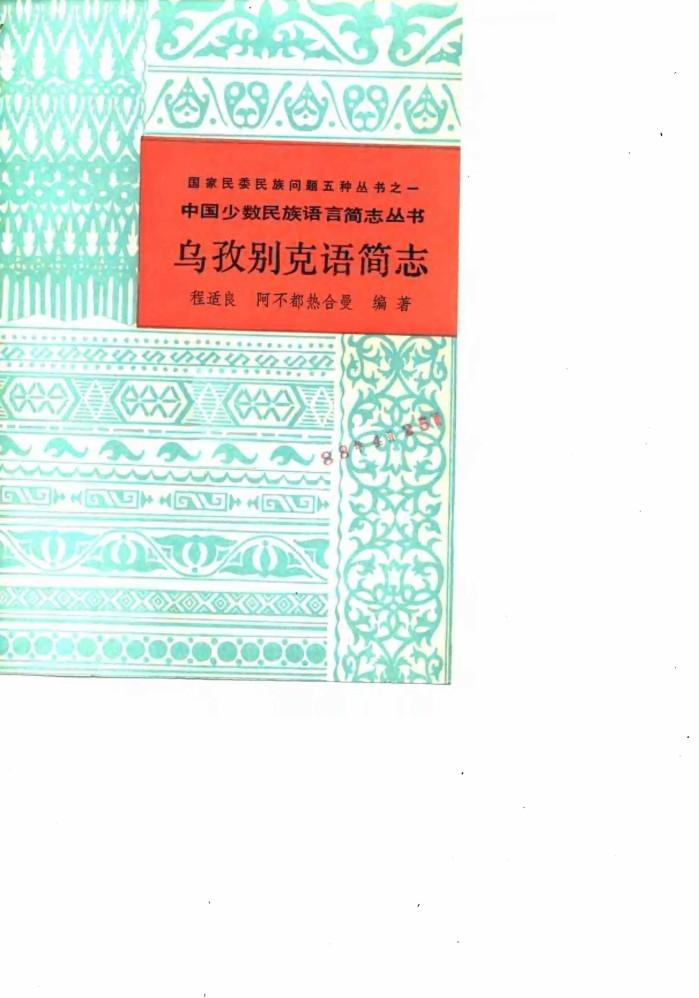 国家民委民族问题五种丛书之一
中国少数民族语言简志丛书
乌孜别克语简志
程适良 阿不都热合曼 编著